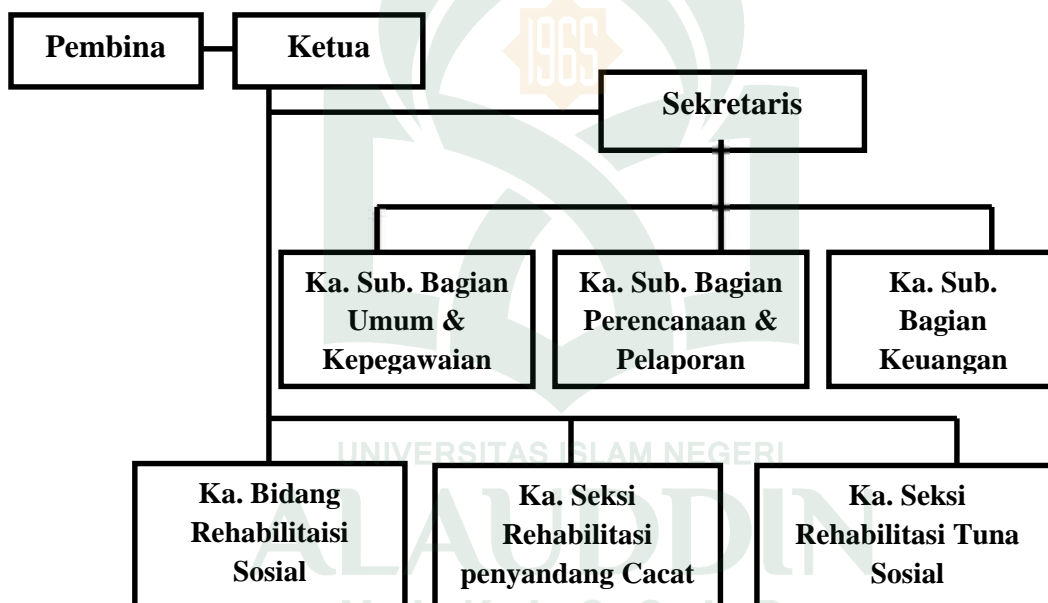 1965
Pembina
Ketua
Sekretaris
Ka. Sub. Bagian
Umum &
Kepegawaian
Ka. Sub. Bagian
Perencanaan &
Pelaporan
Ka. Sub.
Bagian
Keuangan
UNIVERSITAS ISLAM NEGERI
ALAUDDIN
Ka. Bidang
Rehabilitaisi
Sosial
Ka. Seksi
Rehabilitasi
penyandang Cacat
Ka. Seksi
Rehabilitasi Tuna
Sosial